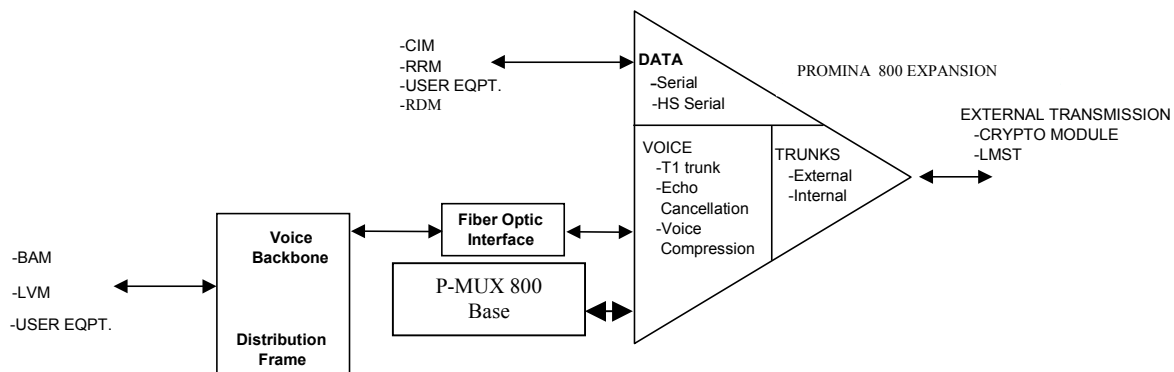 -CIM
-RRM
-USER EQPT.
-RDM
DATA
-Serial
-HS Serial
PROMINA 800 EXPANSION
EXTERNAL TRANSMISSION
-CRYPTO MODULE
-LMST
VOICE
-T1 trunk
-Echo
Cancellation
-Voice
Compression
TRUNKS
-External
-Internal
Fiber Optic
Interface
Voice
Backbone
Distribution
Frame
-BAM
-LVM
-USER EQPT.
P-MUX 800
Base